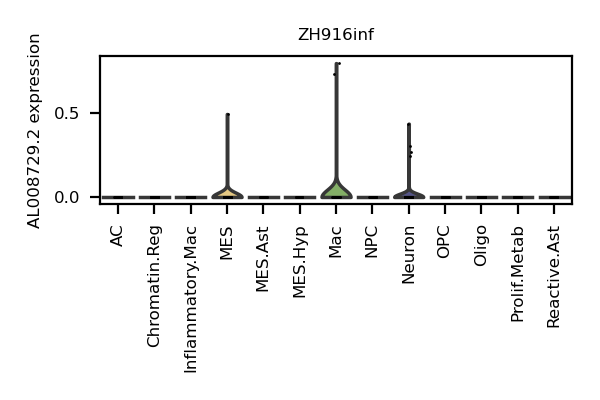 ZH916inf
AL008729.2 expression
0.5
0.0
AC
Chromatin.Reg
Inflammatory.Mac
MES
MES.Ast
MES.Hyp
Mac
NPC
Neuron
OPC
Oligo
Prolif.Metab
Reactive.Ast